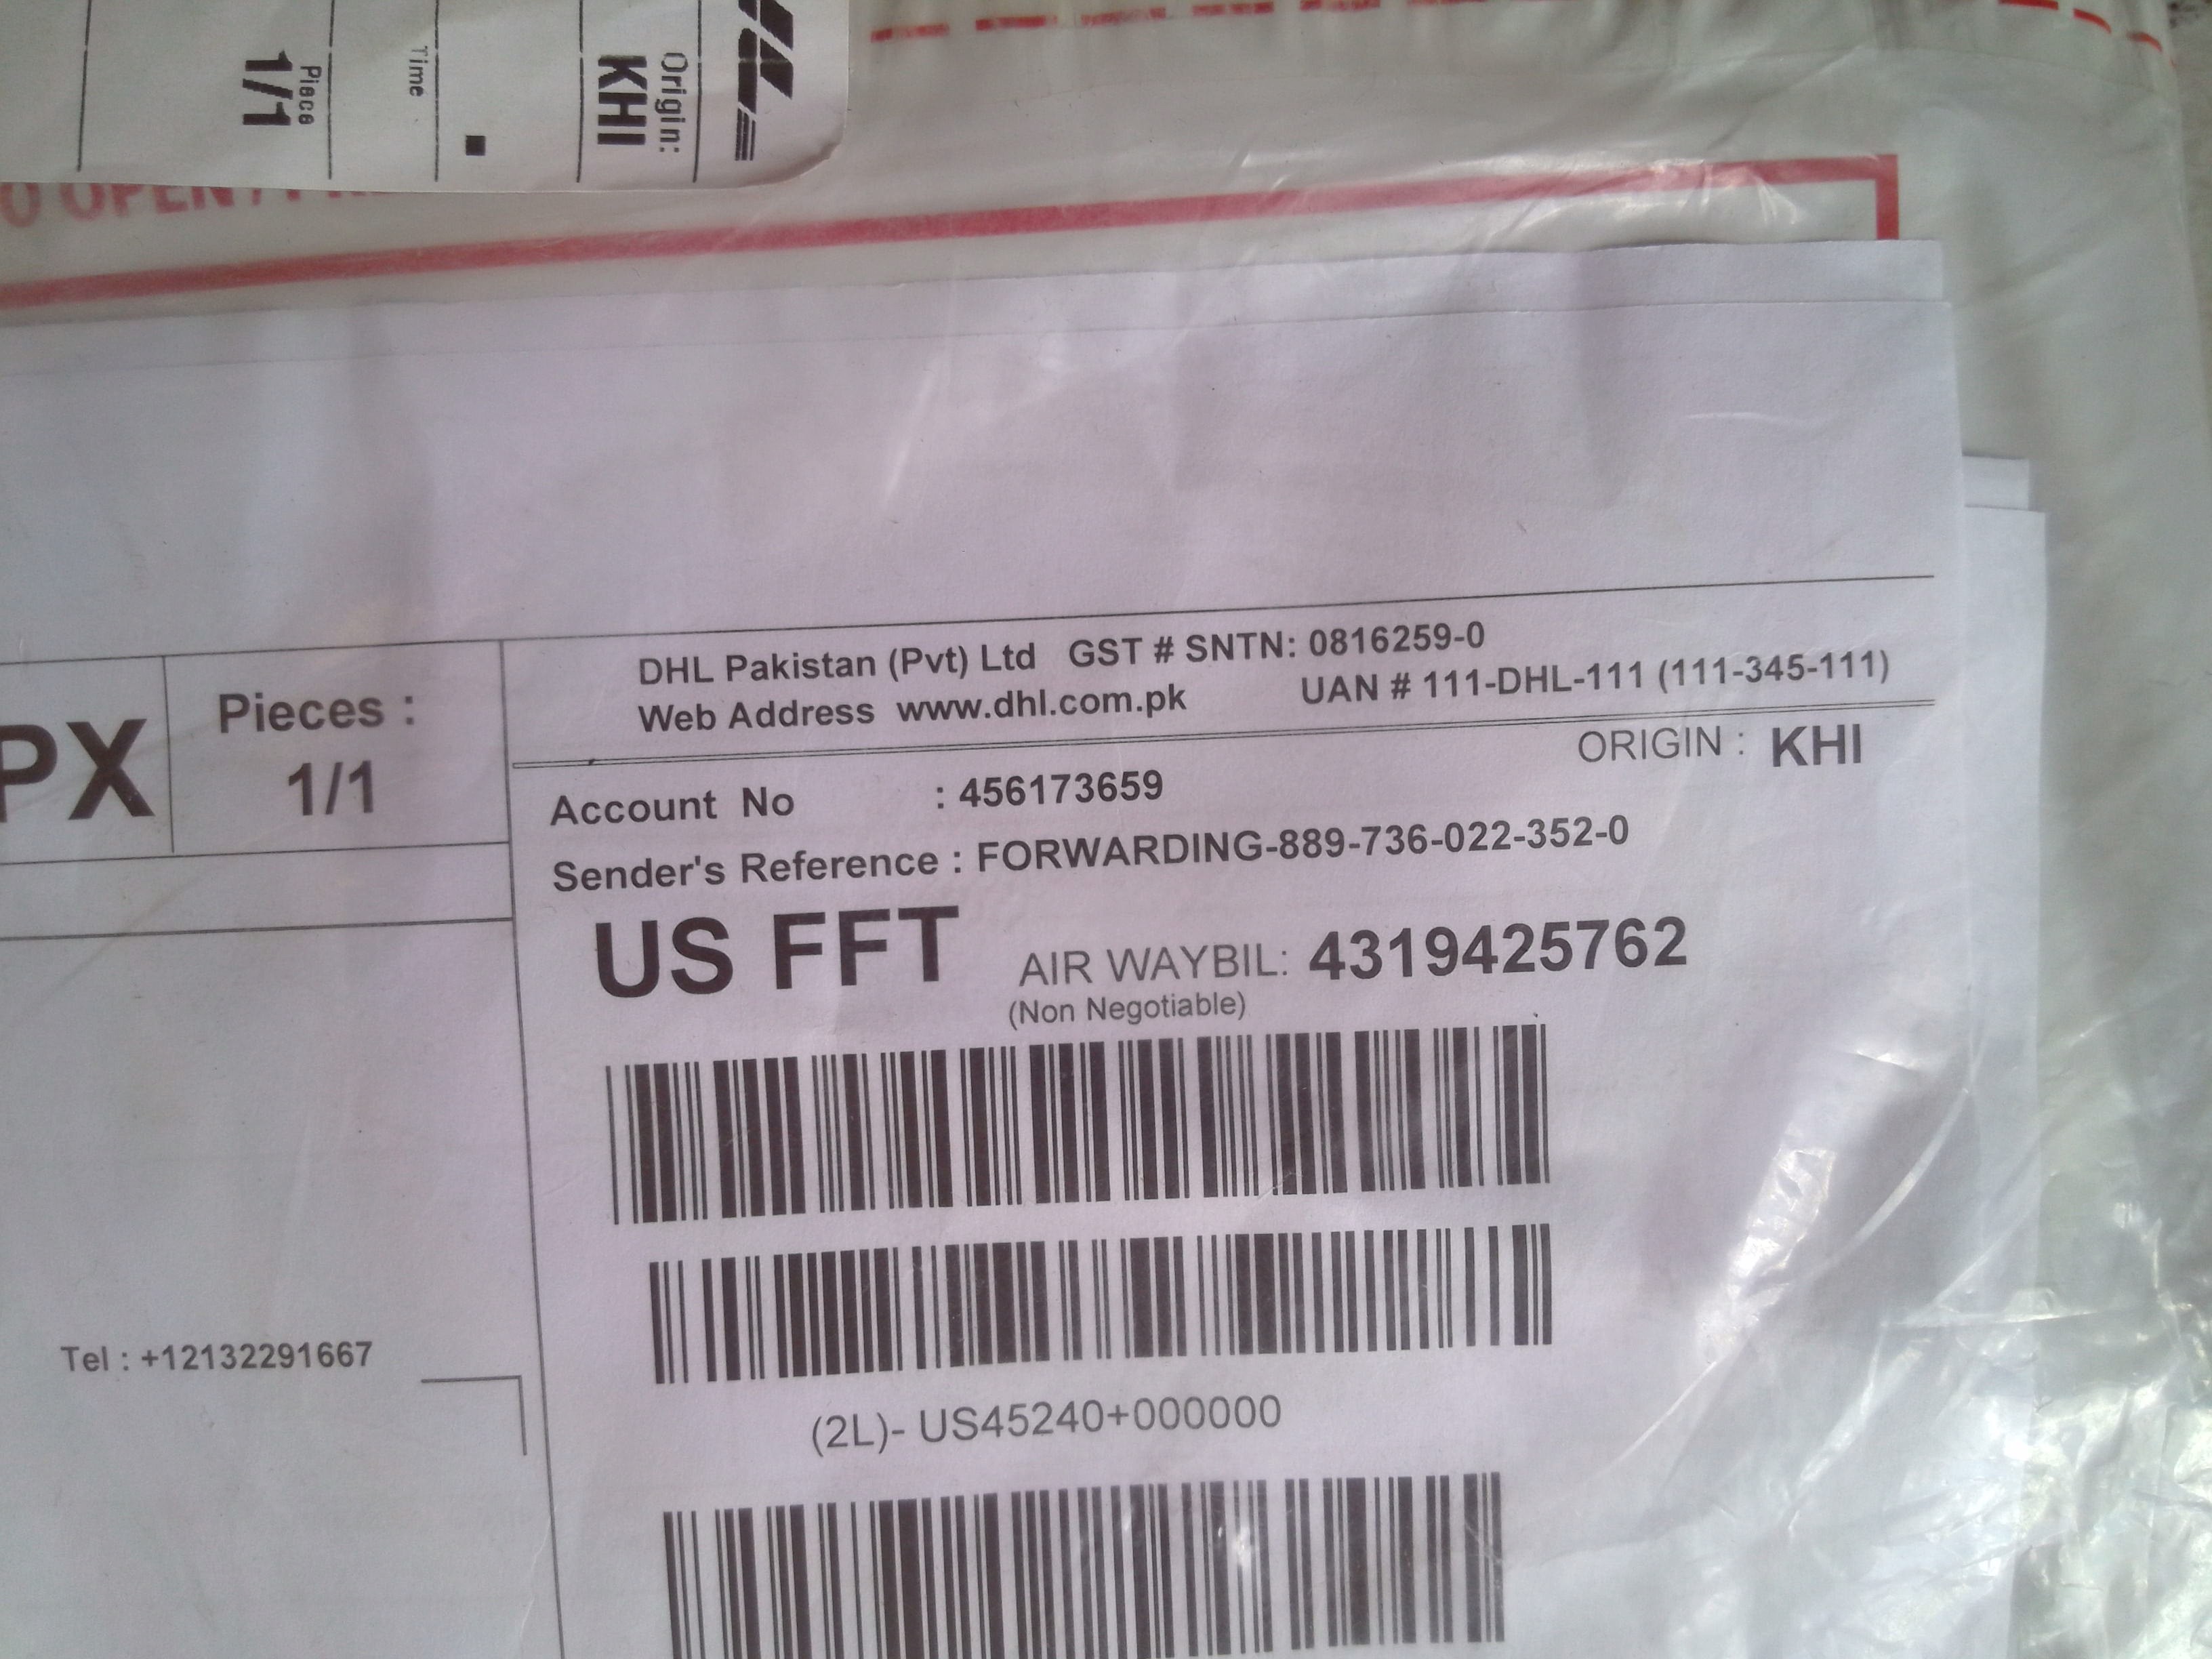 Origin:
KHI
Time
Piece
1/1
OPEN
DHL Pakistan (Pvt) Ltd GST # SNTN: 0816259-0
Web Address www.dhl.com.pk UAN # 111-DHL-111 (111-345-111)
PX
Pieces :
1/1
ORIGIN : KHI
Account No : 456173659
Sender's Reference : FORWARDING-889-736-022-352-0
US FFT AIR WAYBIL: 4319425762
(Non Negotiable)
Tel : +12132291667
(2L)- US45240+000000